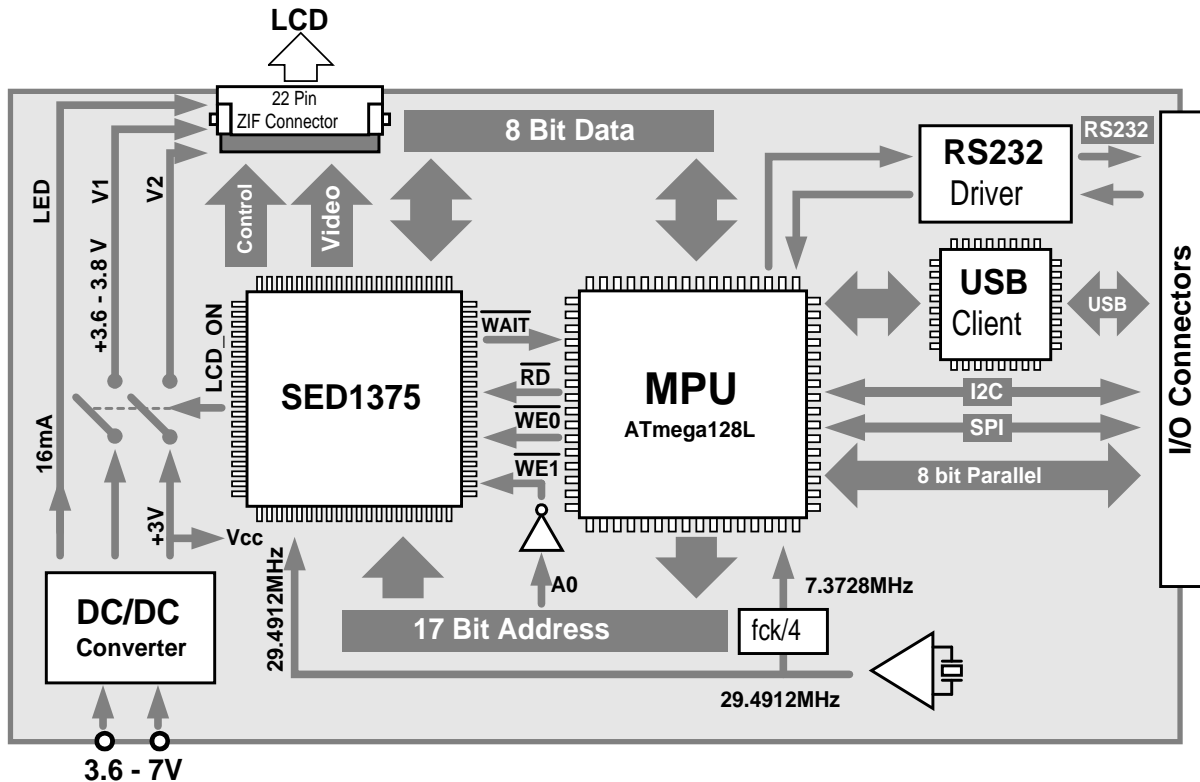 LCD
22 Pin
ZIF Connector
8 Bit Data
RS232
Driver
RS232
LED
V1
V2
Control
Video
USB
Client
USB
I/O Connectors
+3.6 - 3.8 V
LCD_ON
WAIT
SED1375
RD
MPU
ATmega128L
WE0
WE1
I2C
SPI
8 bit Parallel
16mA
+3V
Vcc
29.4912MHz
A0
7.3728MHz
DC/DC
Converter
17 Bit Address
fck/4
29.4912MHz
3.6 - 7V